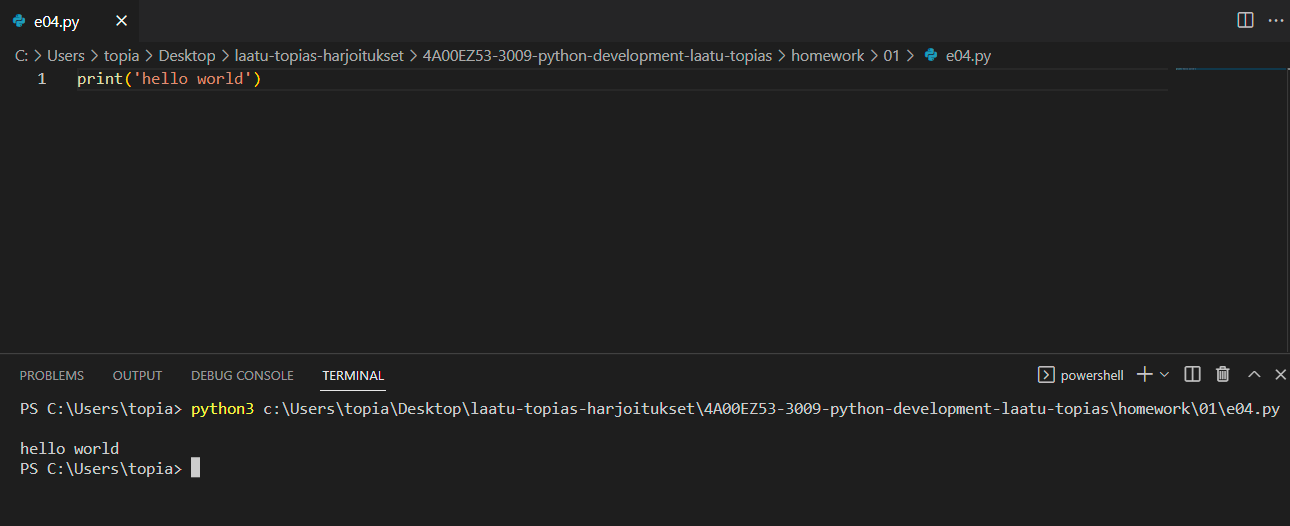 e04.py
C: > Users > topia > Desktop > laatu-topias-harjoitukset > 4A00EZ53-3009-python-development-laatu-topias > homework > 01 > e04.py
1 print('hello world')
PROBLEMS OUTPUT DEBUG CONSOLE TERMINAL powershell
PS C:\Users\topia> python3 c:\Users\topia\Desktop\laatu-topias-harjoitukset\4A00EZ53-3009-python-development-laatu-topias\homework\01\e04.py
hello world
PS C:\Users\topia>